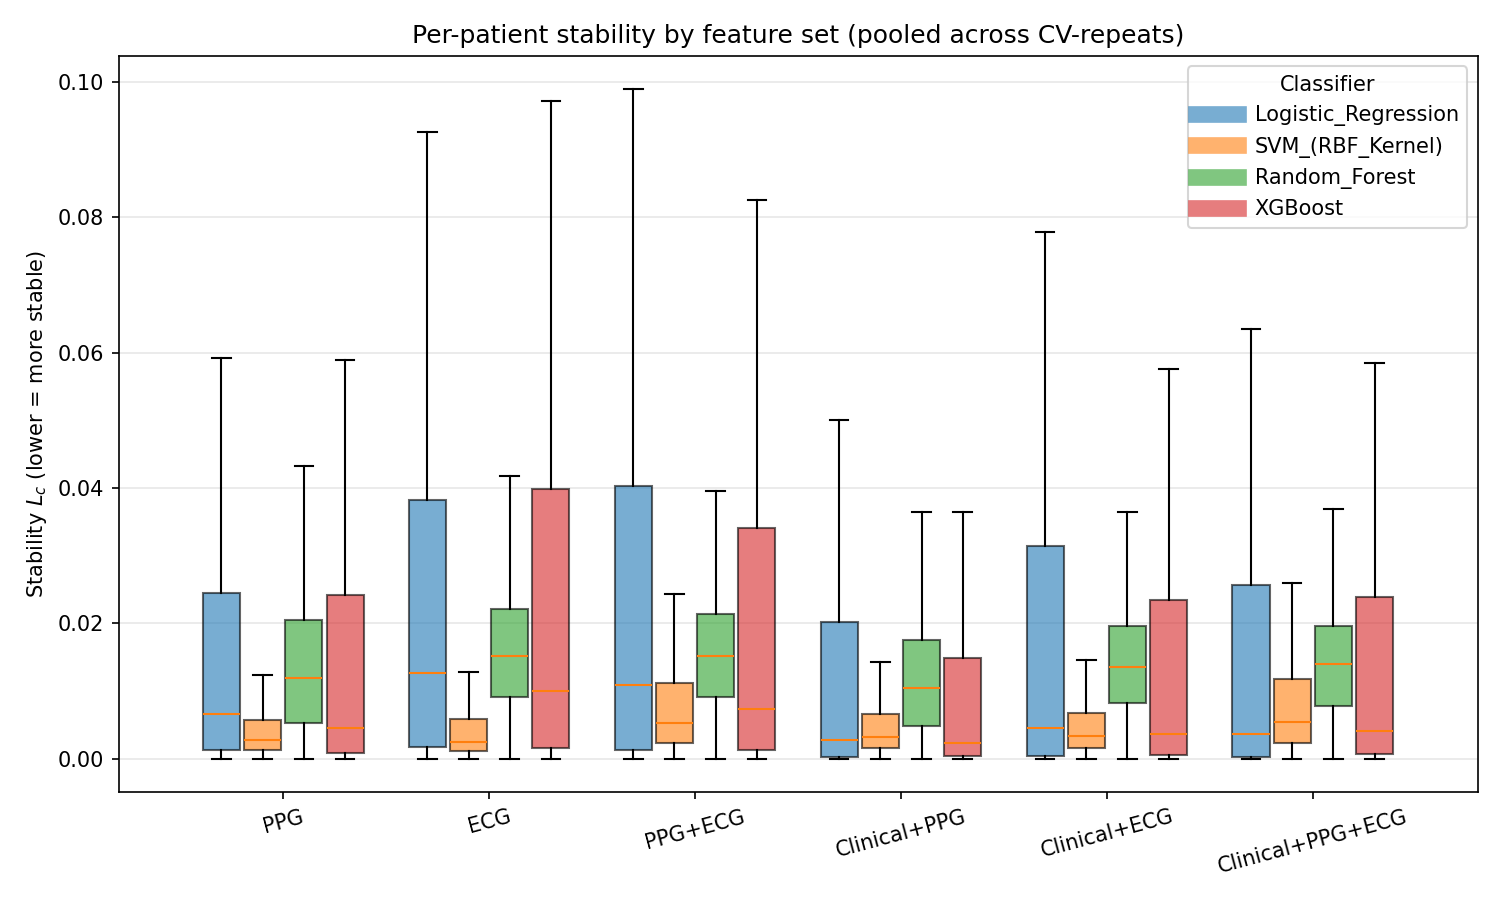 Per-patient stability by feature set (pooled across CV-repeats)
Stability L_c (lower = more stable)
0.10
0.08
0.06
0.04
0.02
0.00
Classifier
Logistic_Regression
SVM_(RBF_Kernel)
Random_Forest
XGBoost
PPG
ECG
PPG+ECG
Clinical+PPG
Clinical+ECG
Clinical+PPG+ECG